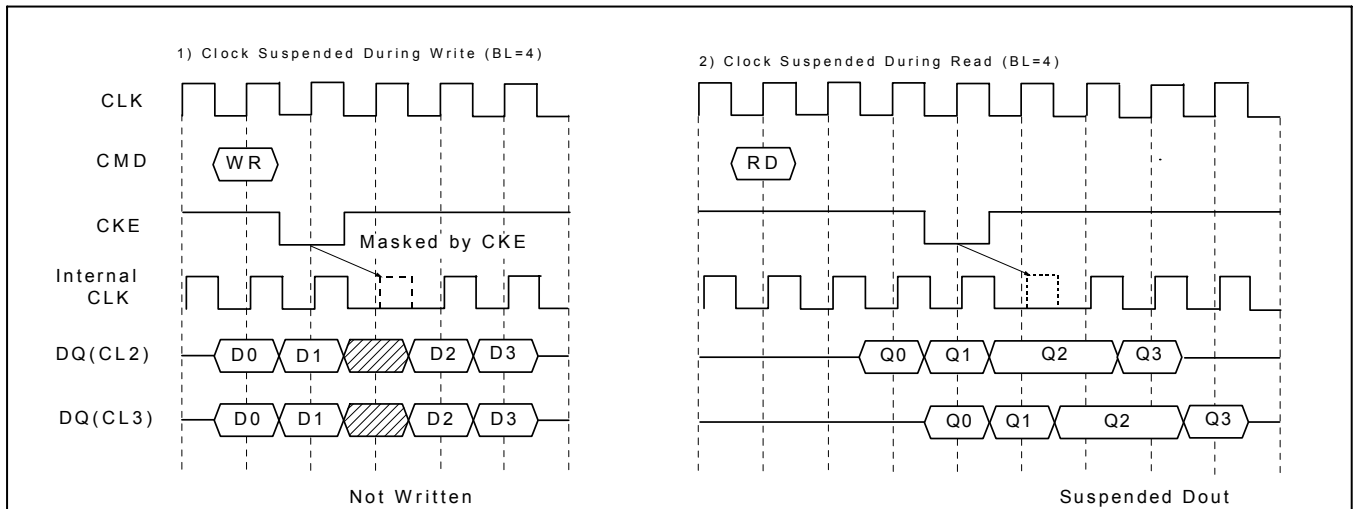 1) Clock Suspended During Write (BL=4)
2) Clock Suspended During Read (BL=4)
CLK
CMD
WR
RD
CKE
Masked by CKE
Internal
CLK
DQ(CL2)
D0 D1 D2 D3
Q0 Q1 Q2 Q3
DQ(CL3)
D0 D1 D2 D3
Q0 Q1 Q2 Q3
Not Written
Suspended Dout